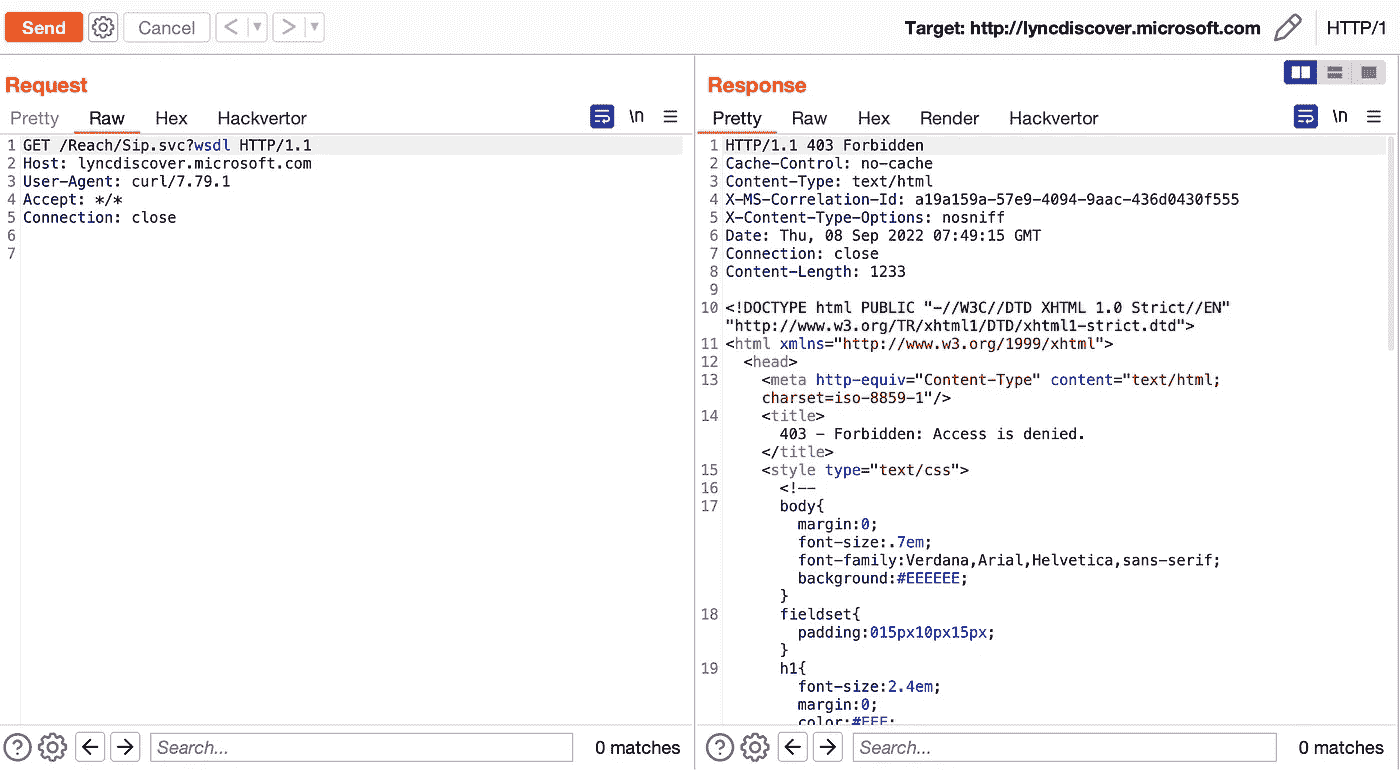 Send Cancel < ▼ > ▼ Target: http://lyncdiscover.microsoft.com HTTP/1
Request
Pretty Raw Hex Hackvertor \n
1 GET /Reach/Sip.svc?wsdl HTTP/1.1
2 Host: lyncdiscover.microsoft.com
3 User-Agent: curl/7.79.1
4 Accept: */*
5 Connection: close
6
7
? Search... 0 matches
Response
Pretty Raw Hex Render Hackvertor \n
1 HTTP/1.1 403 Forbidden
2 Cache-Control: no-cache
3 Content-Type: text/html
4 X-MS-Correlation-Id: a19a159a-57e9-4094-9aac-436d0430f555
5 X-Content-Type-Options: nosniff
6 Date: Thu, 08 Sep 2022 07:49:15 GMT
7 Connection: close
8 Content-Length: 1233
9
10 <!DOCTYPE html PUBLIC "-//W3C//DTD XHTML 1.0 Strict//EN"
"http://www.w3.org/TR/xhtml1/DTD/xhtml1-strict.dtd">
11 <html xmlns="http://www.w3.org/1999/xhtml">
12 <head>
13 <meta http-equiv="Content-Type" content="text/html;
charset=iso-8859-1"/>
14 <title>
403 - Forbidden: Access is denied.
</title>
15 <style type="text/css">
16 <!--
17 body{
margin:0;
font-size:.7em;
font-family:Verdana,Arial,Helvetica,sans-serif;
background:#EEEEEE;
}
18 fieldset{
padding:015px10px15px;
}
19 h1{
font-size:2.4em;
margin:0;
color:#FFF;
? Search... 0 matches